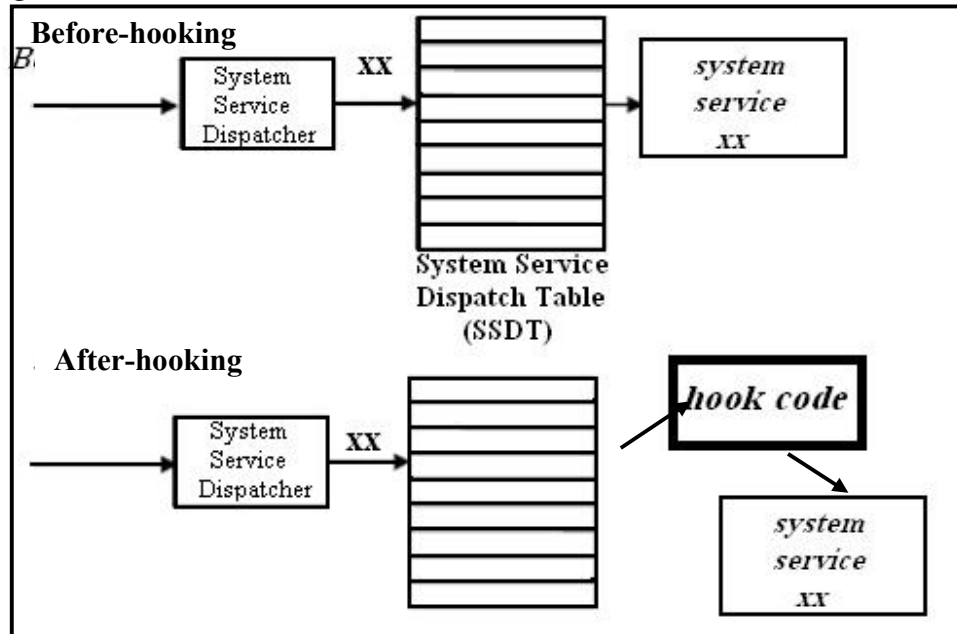 Before-hooking
B
System
Service
Dispatcher
XX
system
service
xx
System Service
Dispatch Table
(SSDT)
After-hooking
System
Service
Dispatcher
XX
hook code
system
service
xx